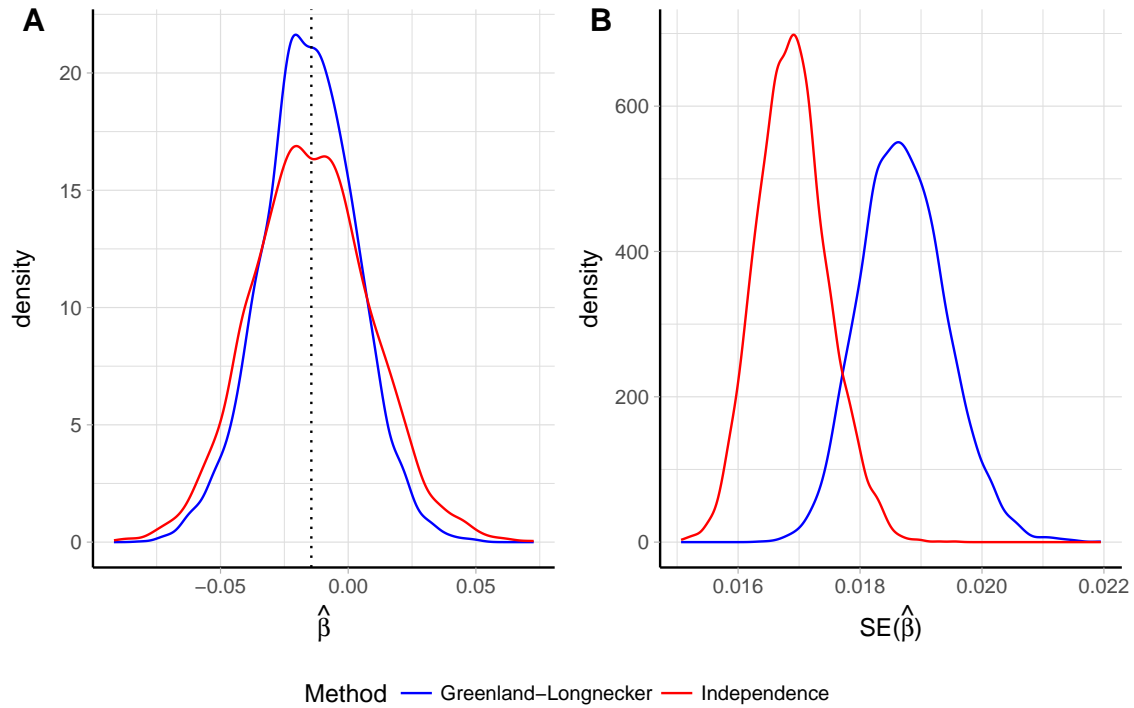 A
density
20
15
10
5
0
−0.05
0.00
0.05
β̂
B
density
600
400
200
0
0.016
0.018
0.020
0.022
SE(β̂)
Method
Greenland−Longnecker
Independence